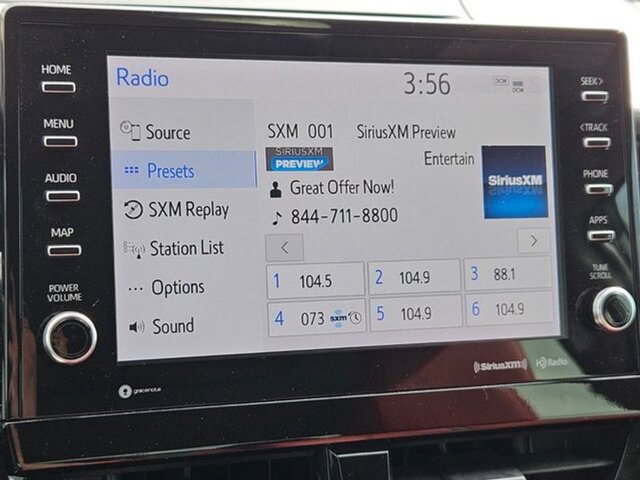 HOME
MENU
AUDIO
MAP
POWER
VOLUME
Radio
3:56
DCM
DCM
Source
Presets
SXM Replay
Station List
Options
Sound
SXM 001 SiriusXM Preview
SIRIUSXM
PREVIEW
Entertain
SiriusXM
Great Offer Now!
844-711-8800
<
>
1 104.5
2 104.9
3 88.1
4 073 sxm
5 104.9
6 104.9
SEEK>
<TRACK
PHONE
APPS
TUNE
SCROLL
gracenote
((SiriusXM))
HD Radio